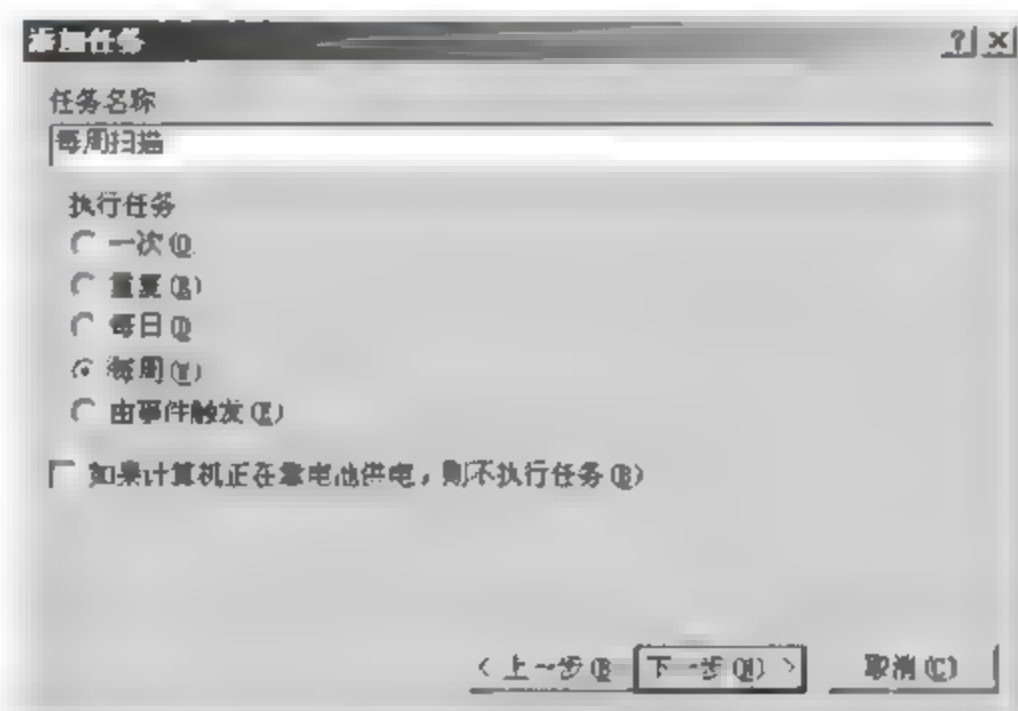 添加任务
任务名称
每周扫描
执行任务
一次(O)
重复(R)
每日(D)
每周(W)
由事件触发(E)
如果计算机正在靠电池供电，则不执行任务(B)
< 上一步(B) 下一步(N) > 取消(C)